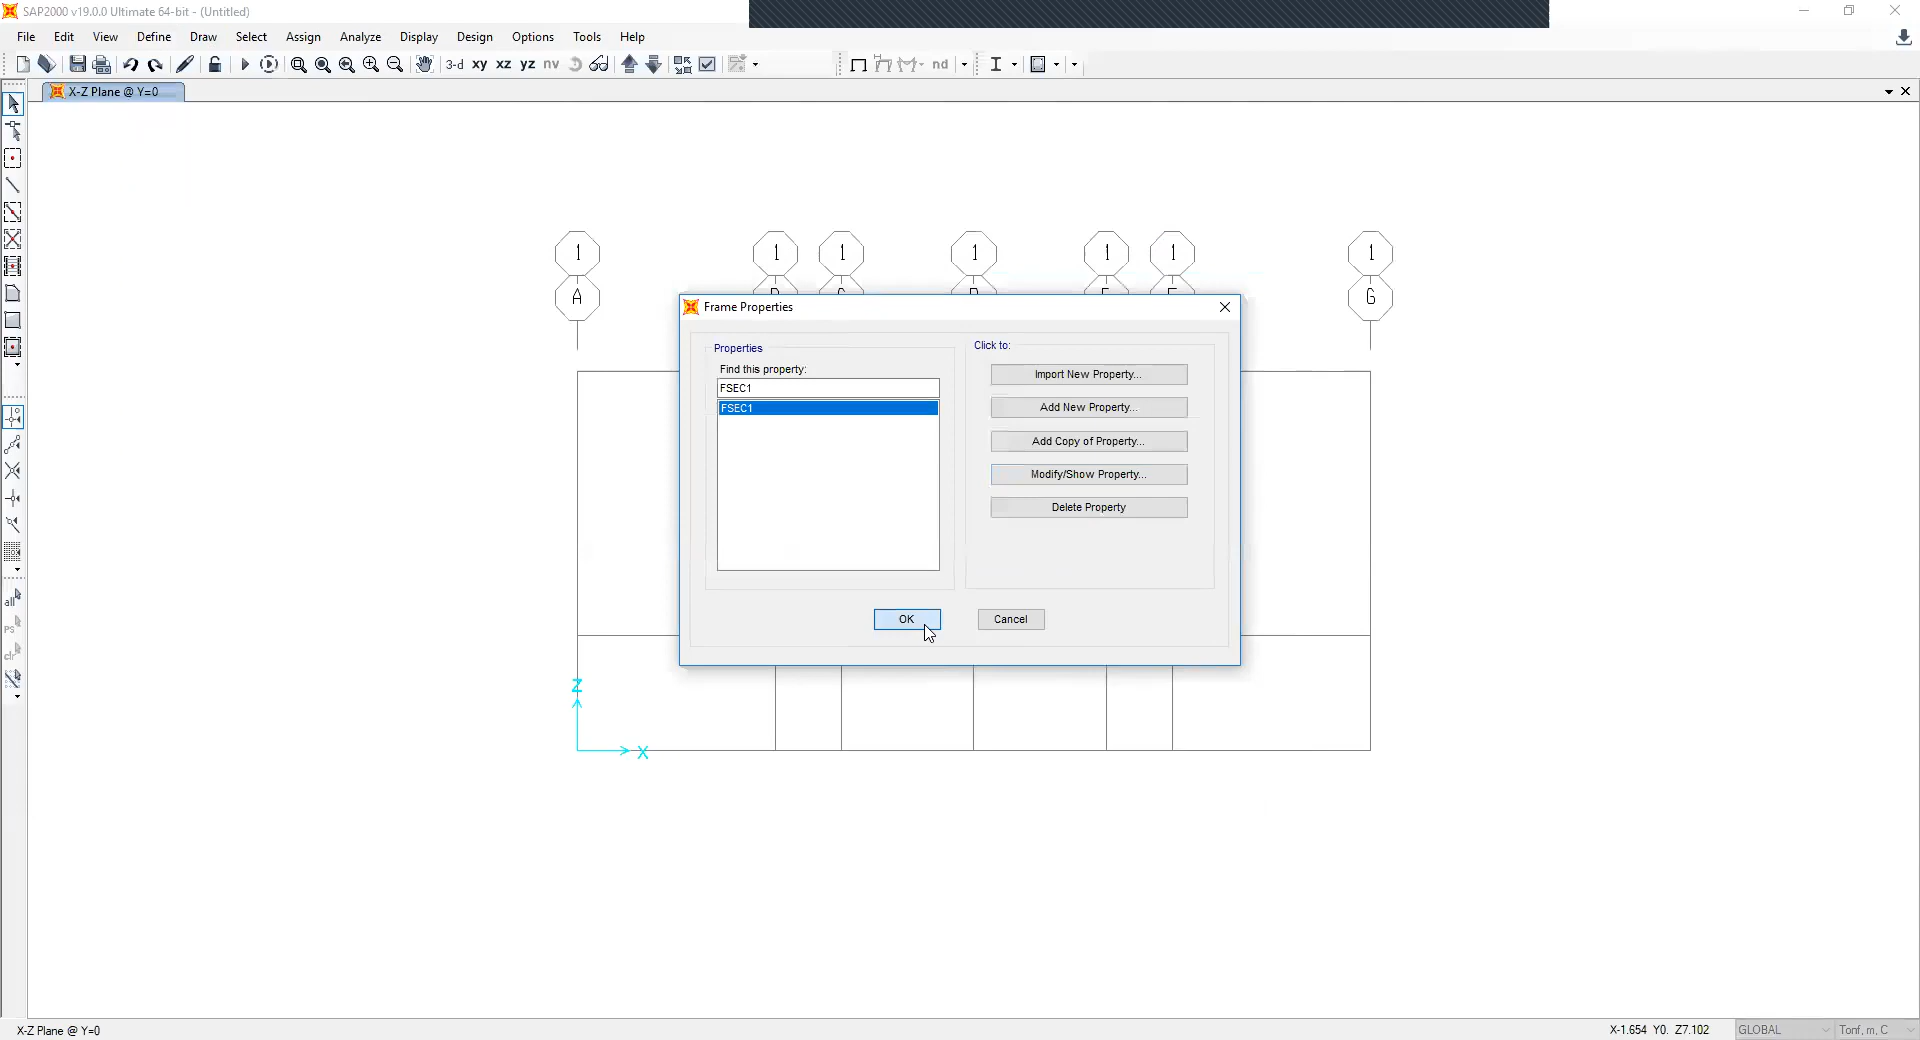 SAP2000 v19.0.0 Ultimate 64-bit - (Untitled)
File Edit View Define Draw Select Assign Analyze Display Design Options Tools Help
3-d xy xz yz nv nd
X-Z Plane @ Y=0
1 1 1 1 1 1 1
A G
Frame Properties
Properties
Find this property:
FSEC1
FSEC1
Click to:
Import New Property...
Add New Property...
Add Copy of Property...
Modify/Show Property...
Delete Property
OK Cancel
all
ps
clr
Z
X
X-Z Plane @ Y=0
X-1.654 Y0. Z7.102
GLOBAL
Tonf, m, C